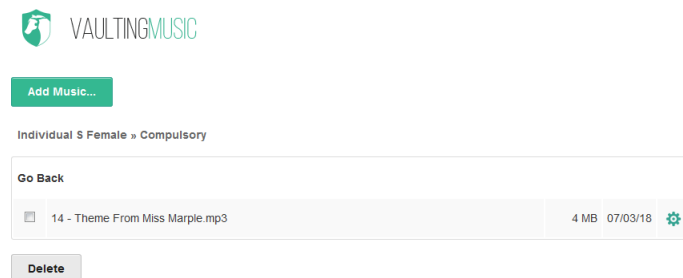 VAULTINGMUSIC
Add Music...
Individual S Female » Compulsory
Go Back
14 - Theme From Miss Marple.mp3 4 MB 07/03/18
Delete